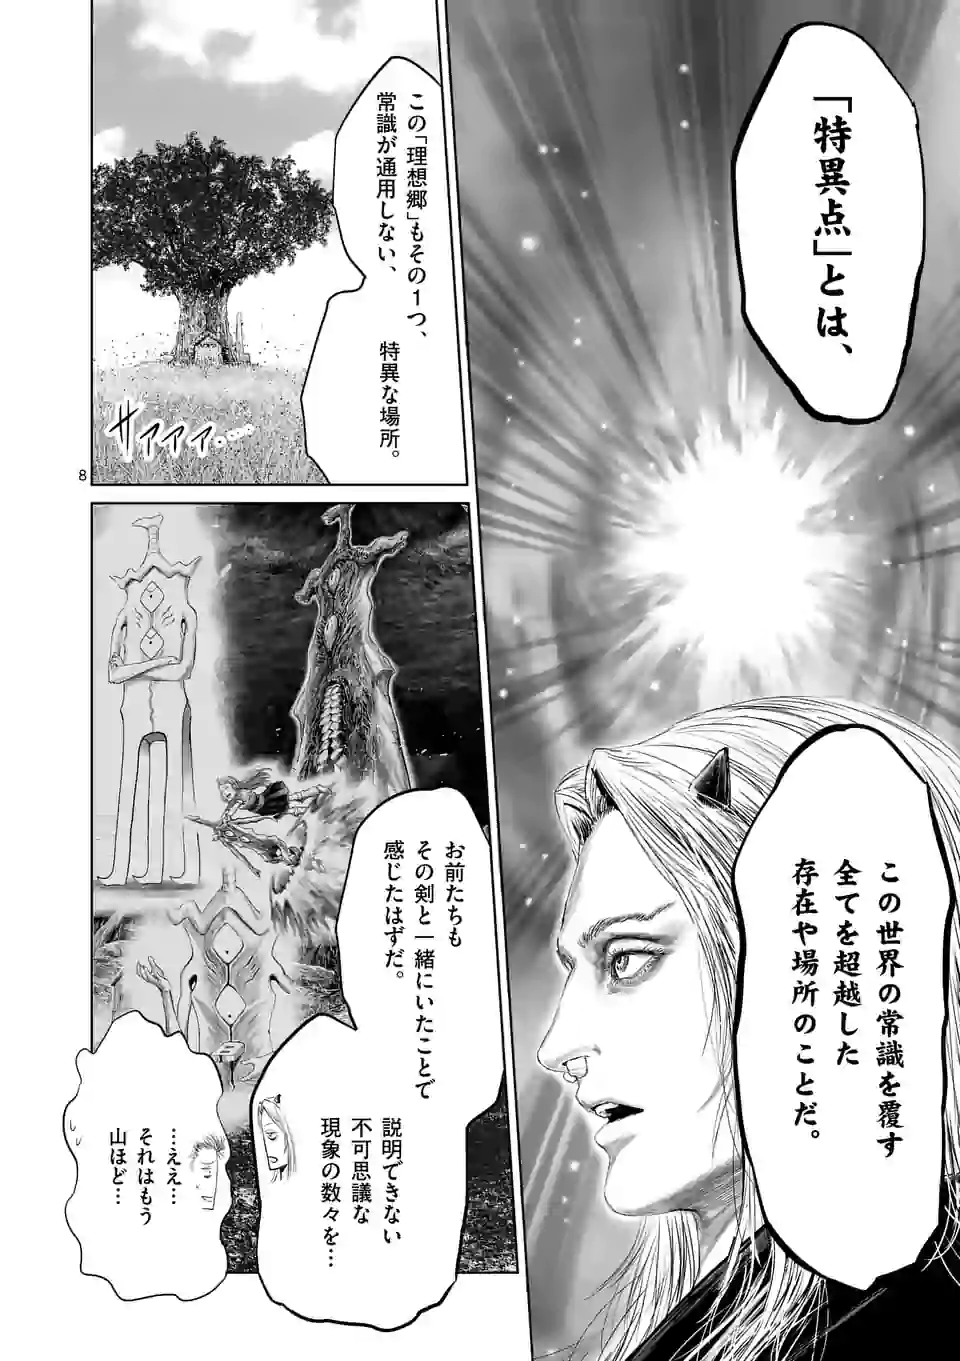 「特異点」とは、
この世界の常識を覆す
全てを超越した
存在や場所のことだ。
この「理想郷」もその1つ、
常識が通用しない、
特異な場所。
サアアア‥‥
8
お前たちも
その剣と一緒にいたことで
感じたはずだ。
説明できない
不可思議な
現象の数々を…
…ええ…
それはもう
山ほど…